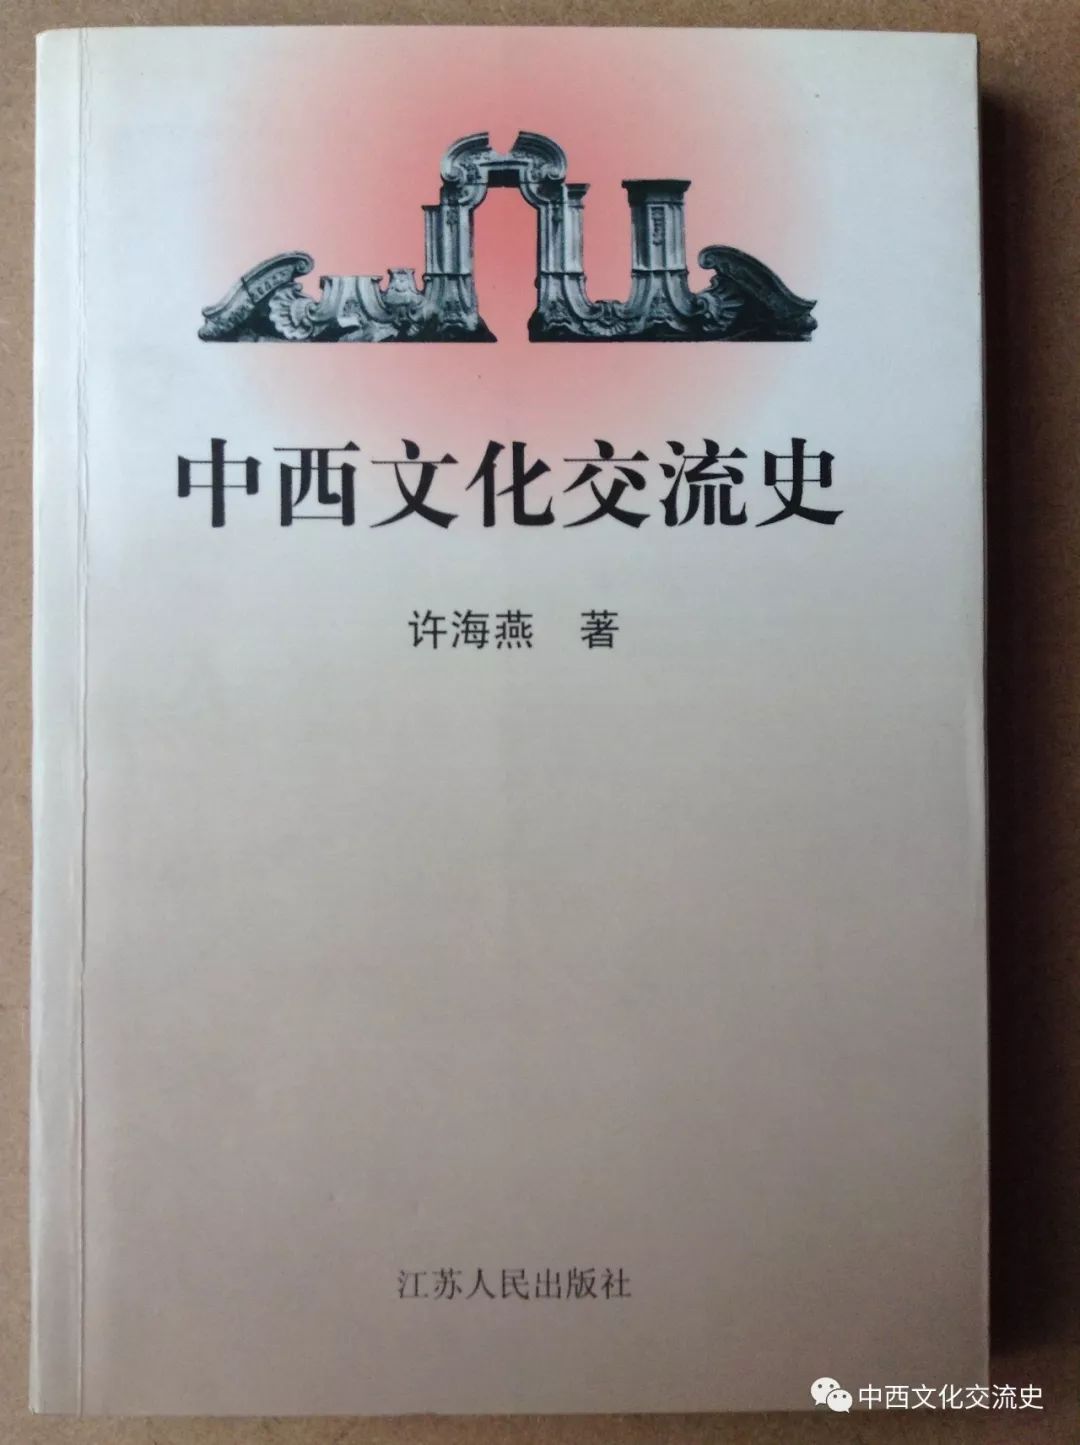 中西文化交流史
许海燕 著
江苏人民出版社
中西文化交流史